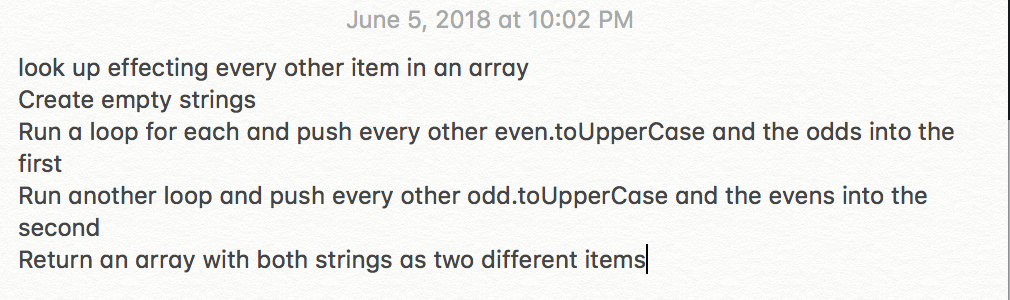 June 5, 2018 at 10:02 PM
look up effecting every other item in an array
Create empty strings
Run a loop for each and push every other even.toUpperCase and the odds into the
first
Run another loop and push every other odd.toUpperCase and the evens into the
second
Return an array with both strings as two different items